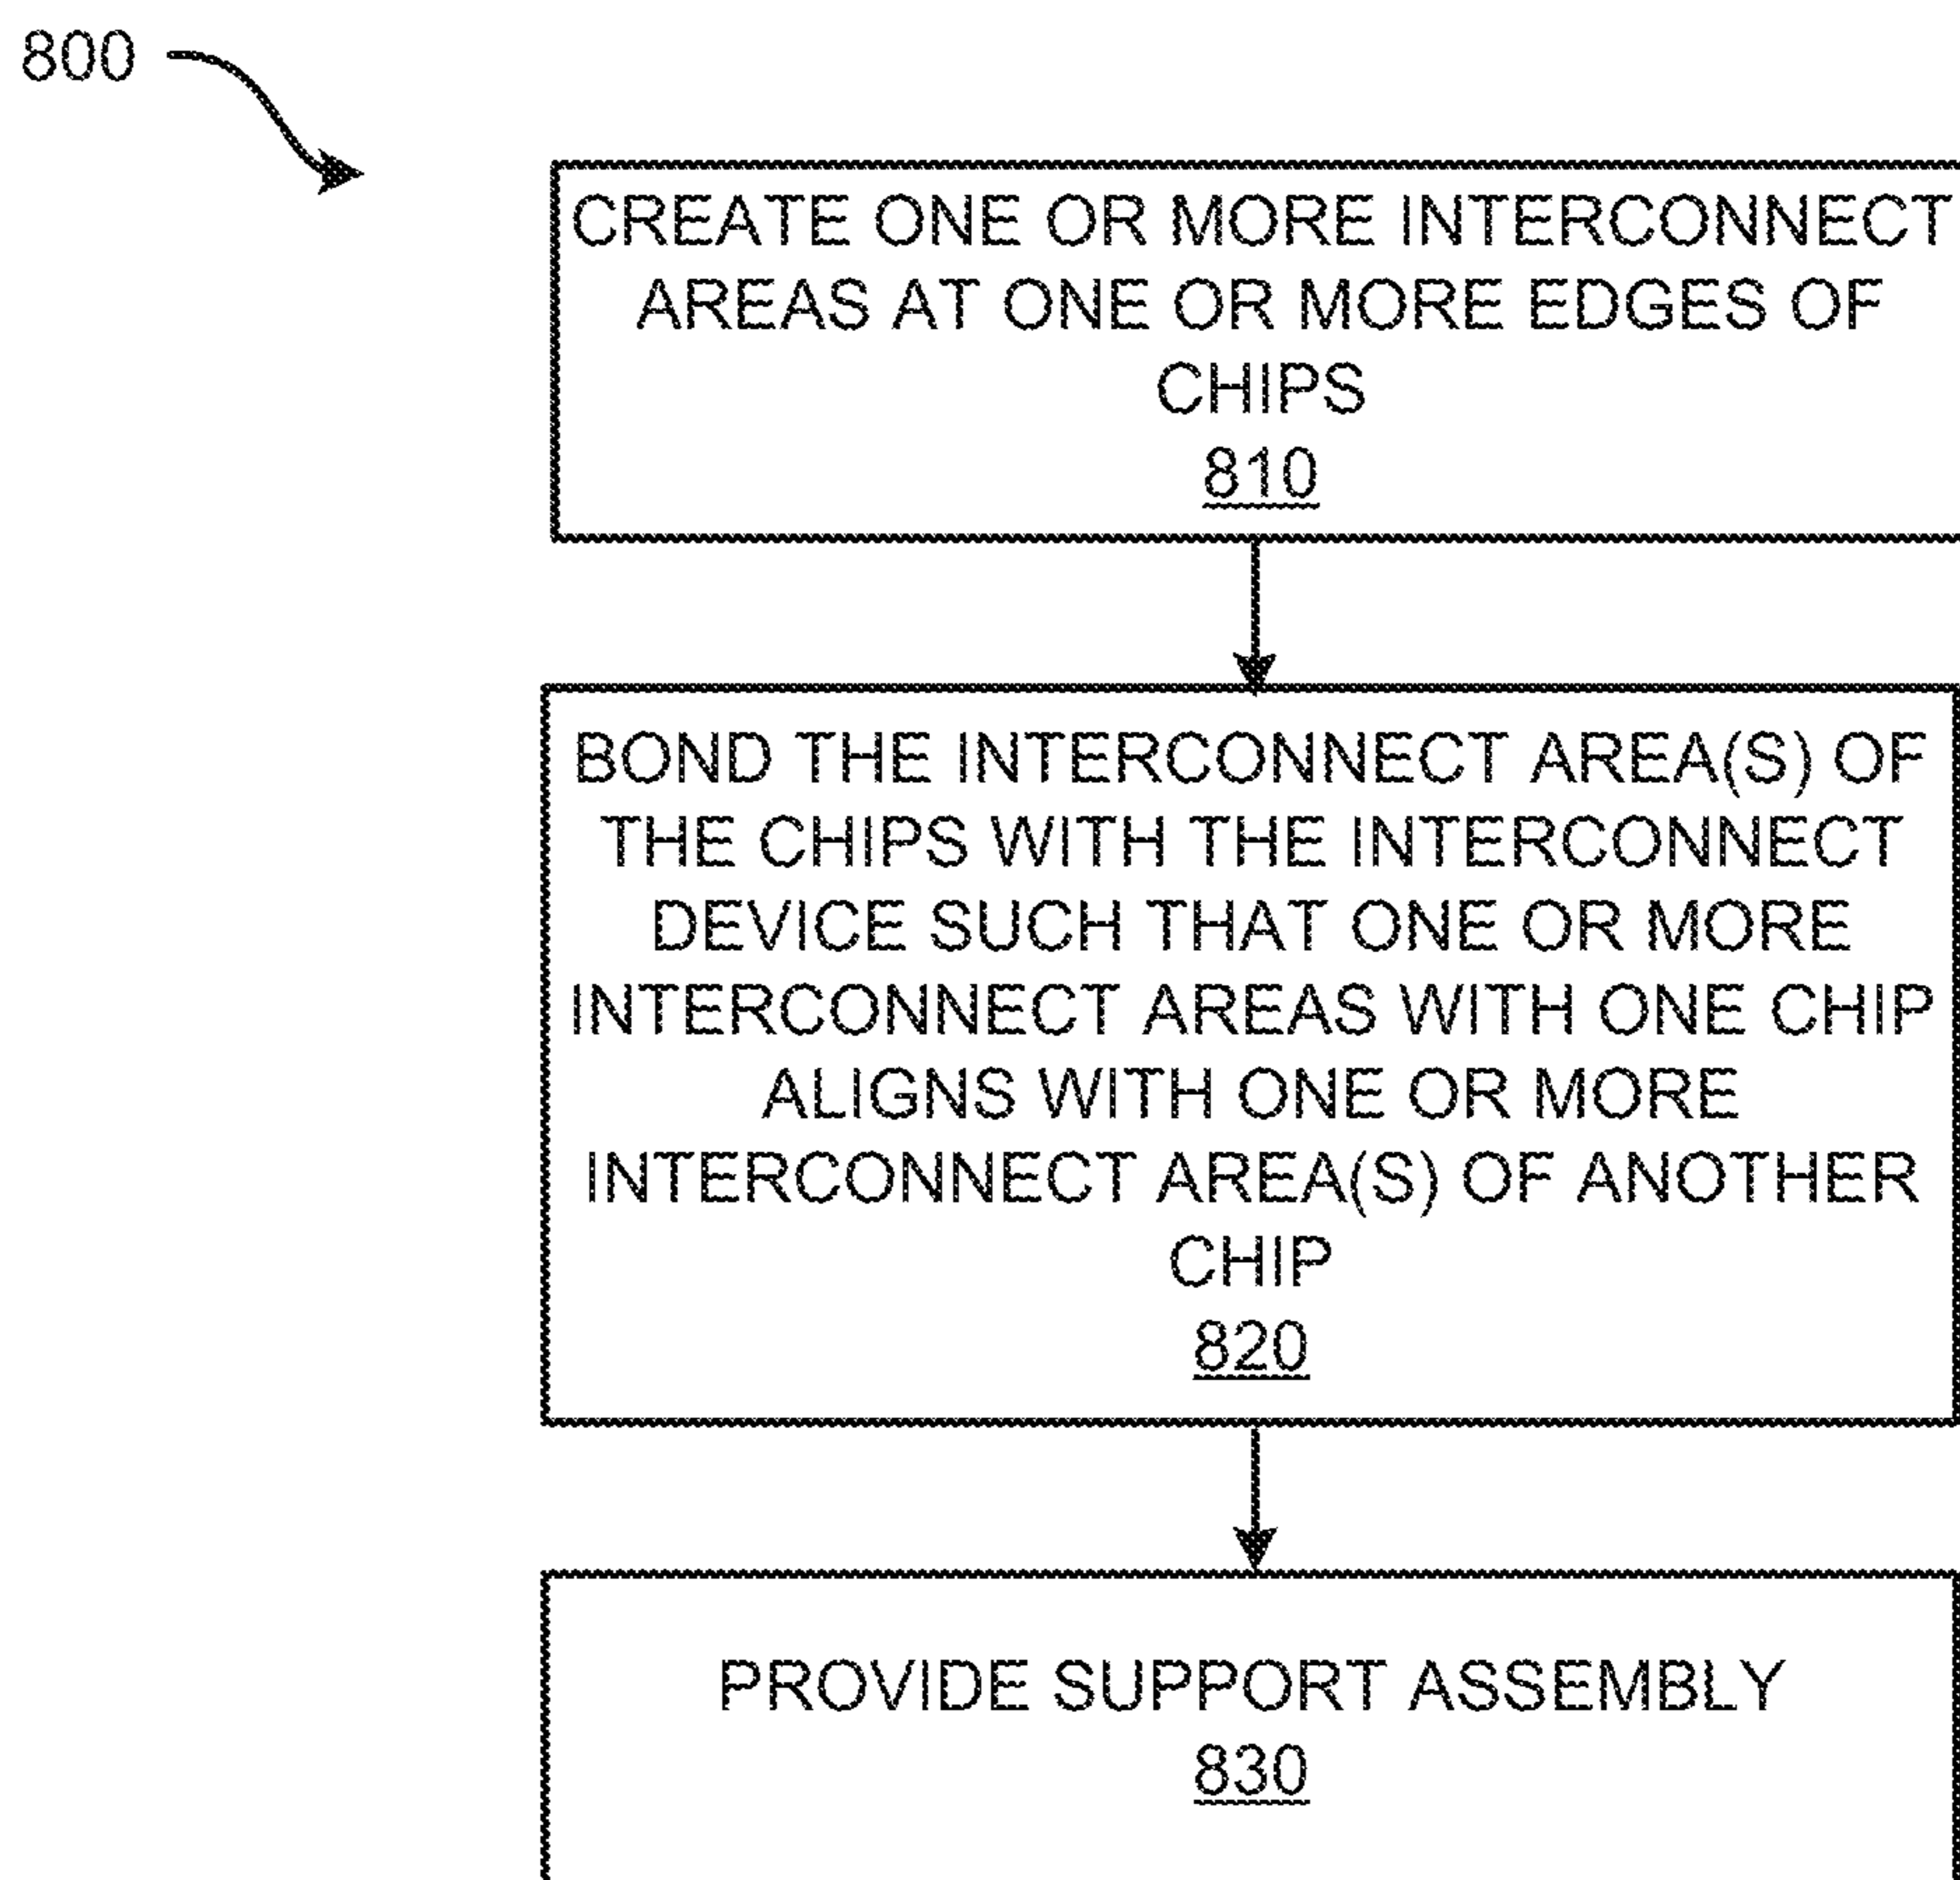 800
CREATE ONE OR MORE INTERCONNECT
AREAS AT ONE OR MORE EDGES OF
CHIPS
810
BOND THE INTERCONNECT AREA(S) OF
THE CHIPS WITH THE INTERCONNECT
DEVICE SUCH THAT ONE OR MORE
INTERCONNECT AREAS WITH ONE CHIP
ALIGNS WITH ONE OR MORE
INTERCONNECT AREA(S) OF ANOTHER
CHIP
820
PROVIDE SUPPORT ASSEMBLY
830